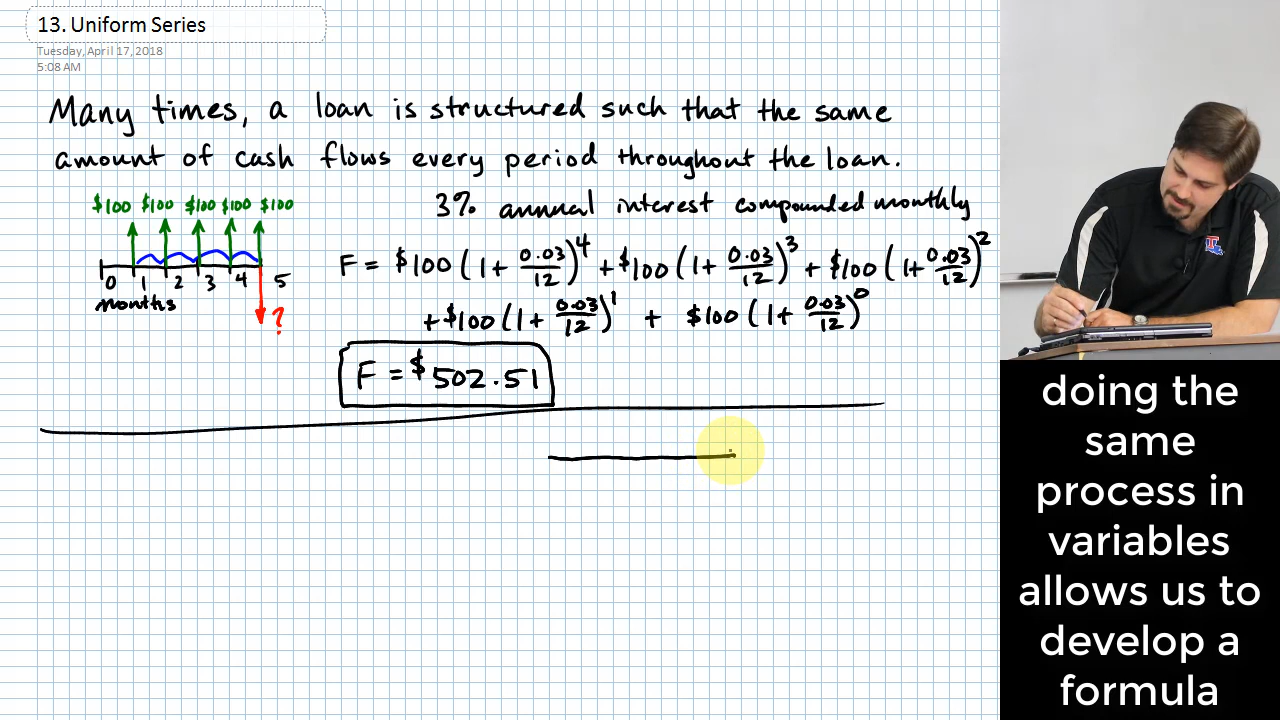 13. Uniform Series
Tuesday, April 17, 2018
5:08 AM
Many times, a loan is structured such that the same
amount of cash flows every period throughout the loan.
$100 $100 $100 $100 $100
3% annual interest compounded monthly
F = $100 (1 + 0.03/12)^4 + $100 (1 + 0.03/12)^3 + $100 (1 + 0.03/12)^2
0 1 2 3 4 5
months
+ $100 (1 + 0.03/12)^1 + $100 (1 + 0.03/12)^0
?
F = $502.51
doing the
same
process in
variables
allows us to
develop a
formula